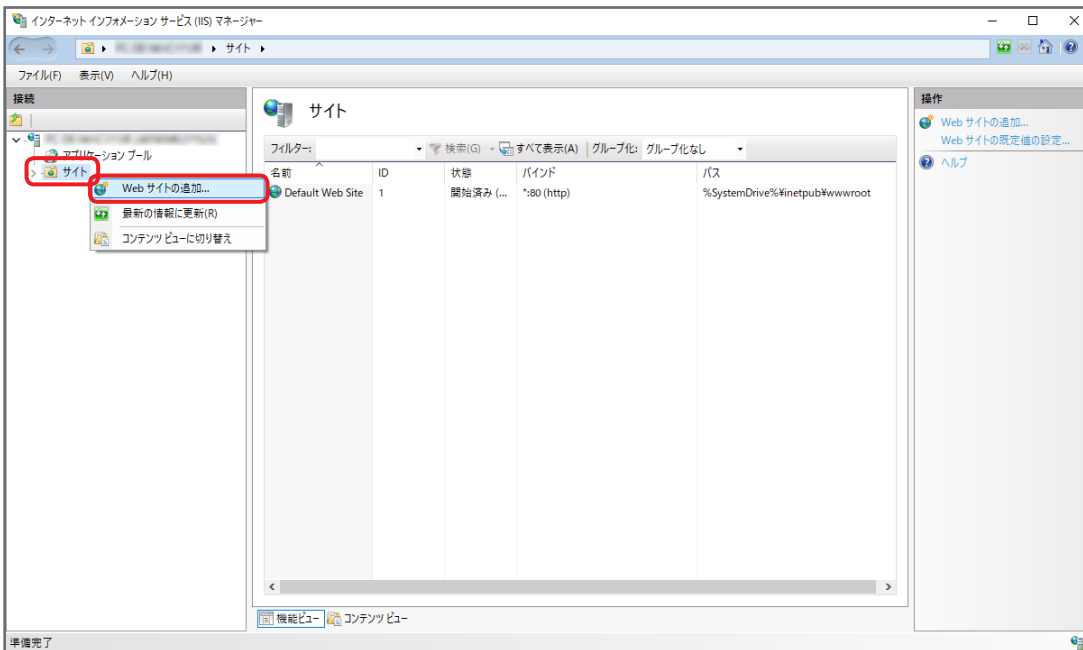 インターネット インフォメーション サービス (IIS) マネージャー
サイト
ファイル(F) 表示(V) ヘルプ(H)
接続
アプリケーション プール
サイト
Web サイトの追加...
最新の情報に更新(R)
コンテンツ ビューに切り替え
サイト
フィルター: 検索(G) すべて表示(A) グループ化: グループ化なし
名前 ID 状態 バインド パス
Default Web Site 1 開始済み (... *:80 (http) %SystemDrive%¥inetpub¥wwwroot
機能ビュー コンテンツ ビュー
操作
Web サイトの追加...
Web サイトの既定値の設定...
ヘルプ
準備完了